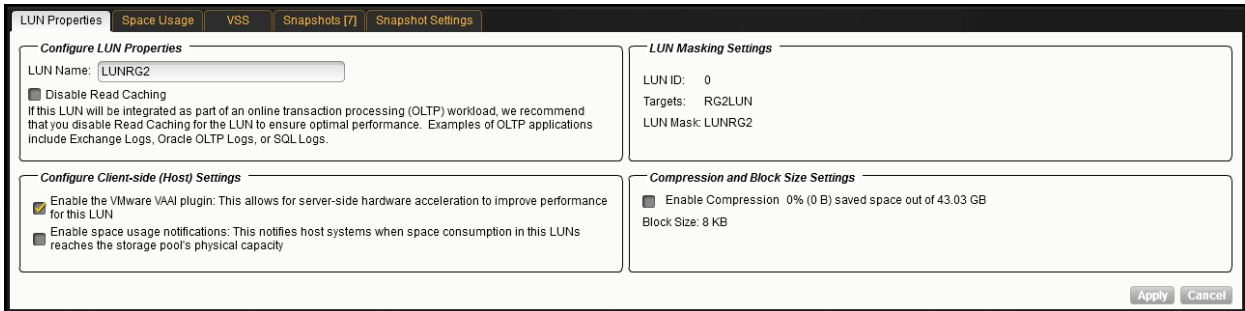 LUN Properties
Space Usage
VSS
Snapshots [7]
Snapshot Settings
Configure LUN Properties
LUN Name: LUNRG2
Disable Read Caching
If this LUN will be integrated as part of an online transaction processing (OLTP) workload, we recommend
that you disable Read Caching for the LUN to ensure optimal performance. Examples of OLTP applications
include Exchange Logs, Oracle OLTP Logs, or SQL Logs.
LUN Masking Settings
LUN ID: 0
Targets: RG2LUN
LUN Mask: LUNRG2
Configure Client-side (Host) Settings
Enable the VMware VAAI plugin: This allows for server-side hardware acceleration to improve performance
for this LUN
Enable space usage notifications: This notifies host systems when space consumption in this LUNs
reaches the storage pool's physical capacity
Compression and Block Size Settings
Enable Compression 0% (0 B) saved space out of 43.03 GB
Block Size: 8 KB
Apply
Cancel